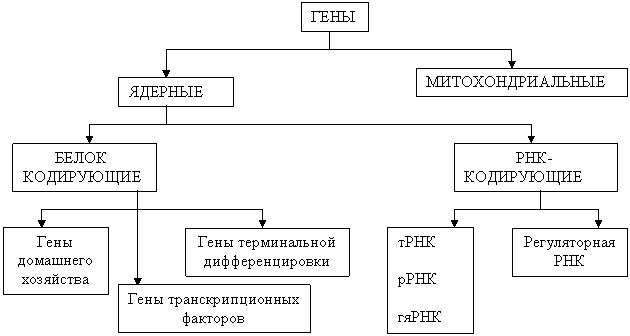 ГЕНЫ
ЯДЕРНЫЕ
МИТОХОНДРИАЛЬНЫЕ
БЕЛОК
КОДИРУЮЩИЕ
РНК-
КОДИРУЮЩИЕ
Гены
домашнего
хозяйства
Гены терминальной
дифференцировки
Гены транскрипционных
факторов
тРНК
рРНК
гяРНК
Регуляторная
РНК